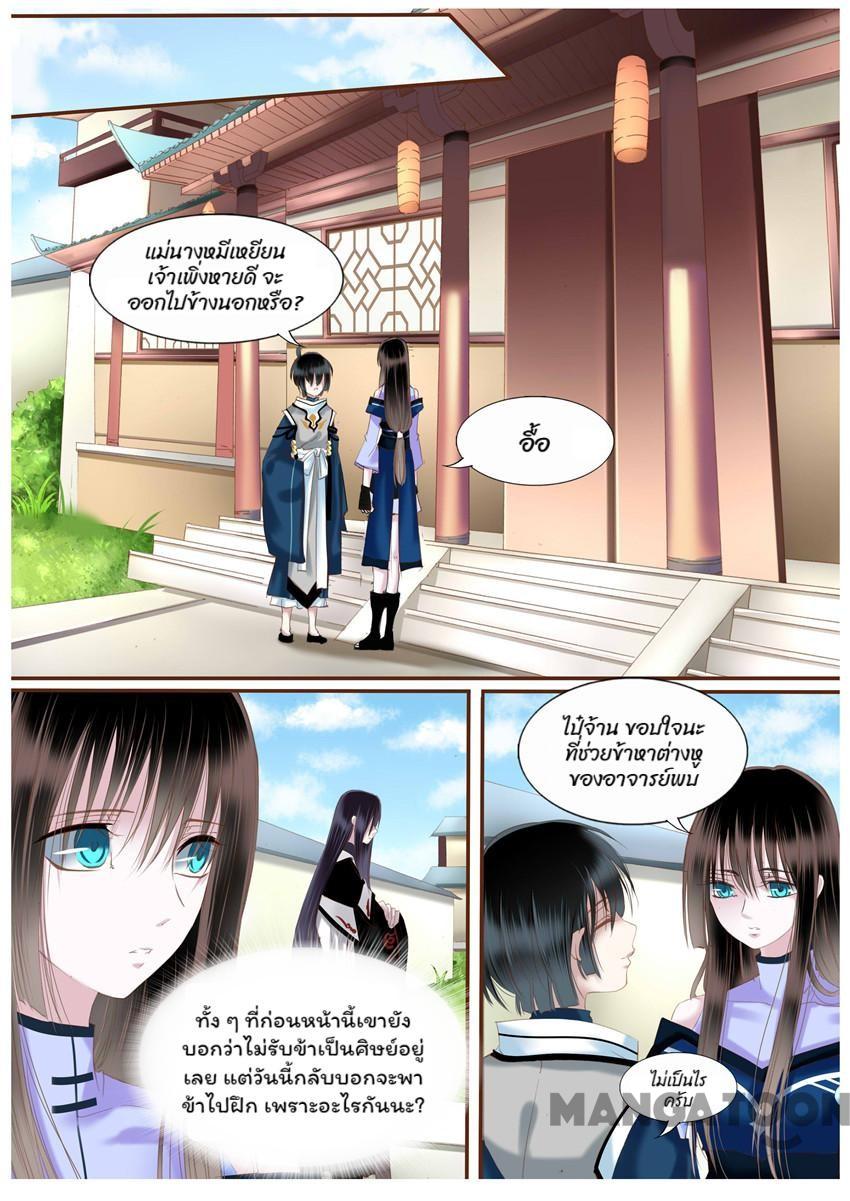 แม่นางหมีเหยียน
เจ้าเพิ่งหายดี จะ
ออกไปข้างนอกหรือ?
อื้อ
ทั้ง ๆ ที่ก่อนหน้านี้เขายัง
บอกว่าไม่รับข้าเป็นศิษย์อยู่
เลย แต่วันนี้กลับบอกจะพา
ข้าไปฝึก เพราะอะไรกันนะ?
ไป๋จ้าน ขอบใจนะ
ที่ช่วยข้าหาต่างหู
ของอาจารย์พบ
ไม่เป็นไร
ครับ
MANGATOON